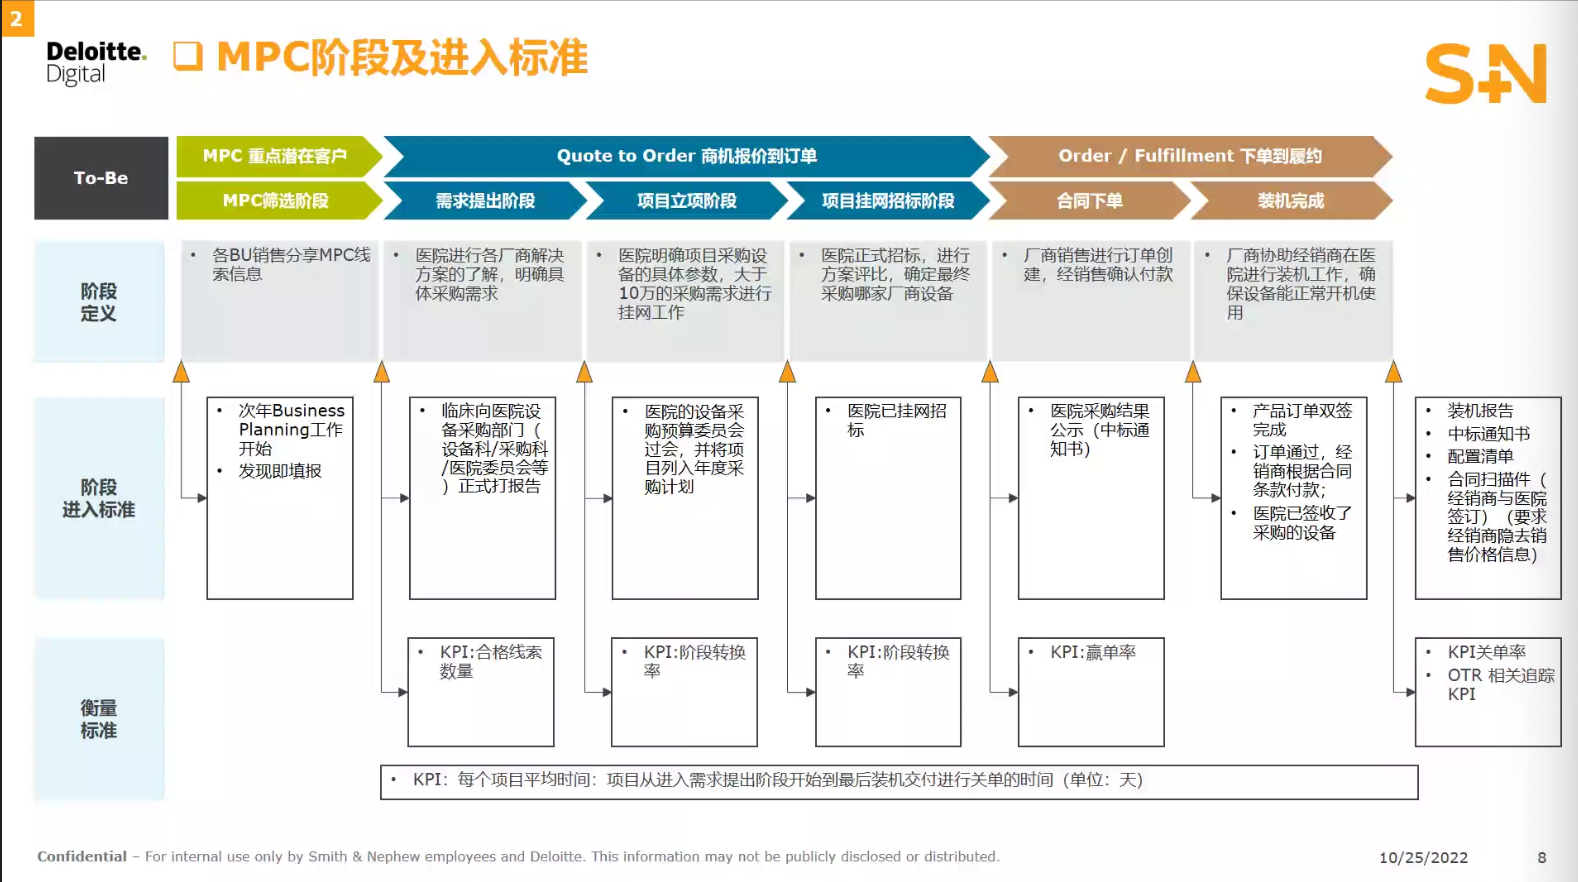 2
Deloitte.
Digital
❑ MPC阶段及进入标准
S+N
To-Be
MPC 重点潜在客户
Quote to Order 商机报价到订单
Order / Fulfillment 下单到履约
MPC筛选阶段
需求提出阶段
项目立项阶段
项目挂网招标阶段
合同下单
装机完成
阶段
定义
• 各BU销售分享MPC线
索信息
• 医院进行各厂商解决
方案的了解，明确具
体采购需求
• 医院明确项目采购设
备的具体参数，大于
10万的采购需求进行
挂网工作
• 医院正式招标，进行
方案评比，确定最终
采购哪家厂商设备
• 厂商销售进行订单创
建，经销售确认付款
• 厂商协助经销商在医
院进行装机工作，确
保设备能正常开机使
用
阶段
进入标准
• 次年Business
Planning工作
开始
• 发现即填报
• 临床向医院设
备采购部门（
设备科/采购科
/医院委员会等
）正式打报告
• 医院的设备采
购预算委员会
过会，并将项
目列入年度采
购计划
• 医院已挂网招
标
• 医院采购结果
公示（中标通
知书）
• 产品订单双签
完成
• 订单通过，经
销商根据合同
条款付款；
• 医院已签收了
采购的设备
• 装机报告
• 中标通知书
• 配置清单
• 合同扫描件（
经销商与医院
签订）（要求
经销商隐去销
售价格信息）
衡量
标准
• KPI:合格线索
数量
• KPI:阶段转换
率
• KPI:阶段转换
率
• KPI:赢单率
• KPI关单率
• OTR 相关追踪
KPI
• KPI：每个项目平均时间：项目从进入需求提出阶段开始到最后装机交付进行关单的时间（单位：天）
Confidential – For internal use only by Smith & Nephew employees and Deloitte. This information may not be publicly disclosed or distributed.
10/25/2022
8